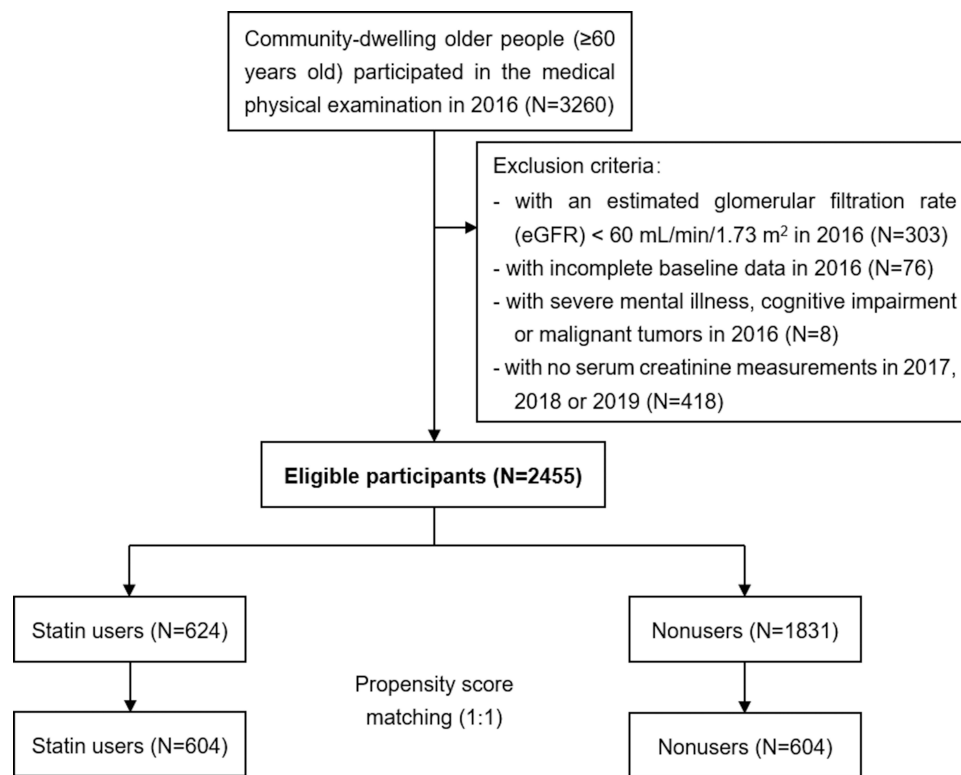 Community-dwelling older people (≥60
years old) participated in the medical
physical examination in 2016 (N=3260)
Exclusion criteria:
- with an estimated glomerular filtration rate
(eGFR) < 60 mL/min/1.73 m² in 2016 (N=303)
- with incomplete baseline data in 2016 (N=76)
- with severe mental illness, cognitive impairment
or malignant tumors in 2016 (N=8)
- with no serum creatinine measurements in 2017,
2018 or 2019 (N=418)
Eligible participants (N=2455)
Statin users (N=624)
Nonusers (N=1831)
Propensity score
matching (1:1)
Statin users (N=604)
Nonusers (N=604)